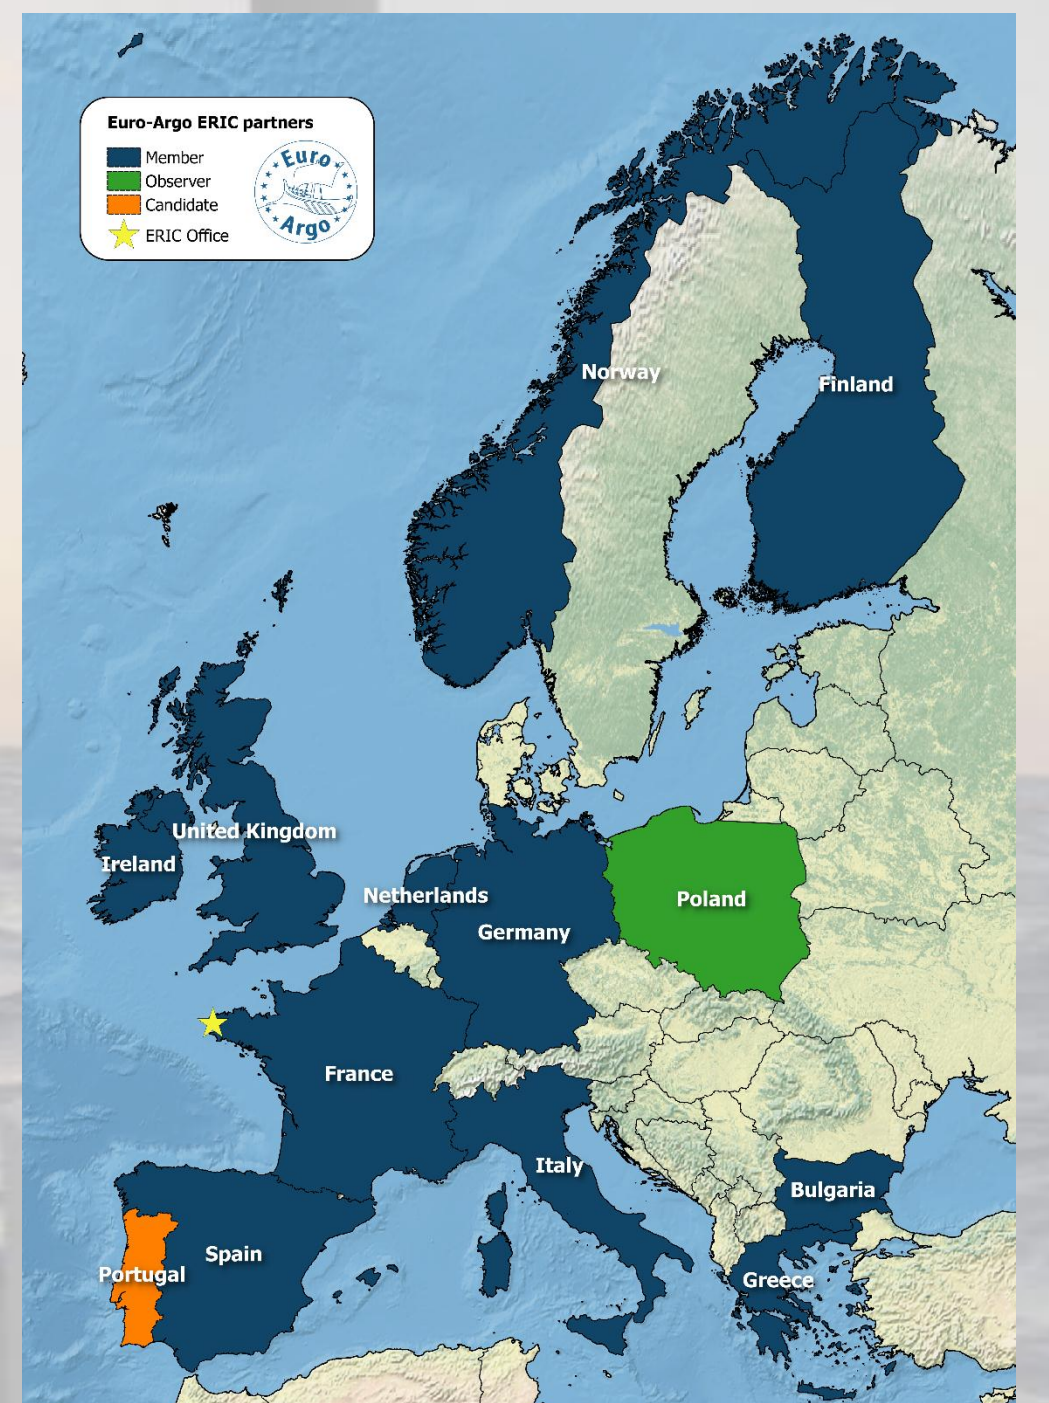 Euro-Argo ERIC partners
Member
Observer
Candidate
ERIC Office
Euro
Argo
Norway
Finland
United Kingdom
Ireland
Netherlands
Poland
Germany
France
Italy
Bulgaria
Spain
Portugal
Greece